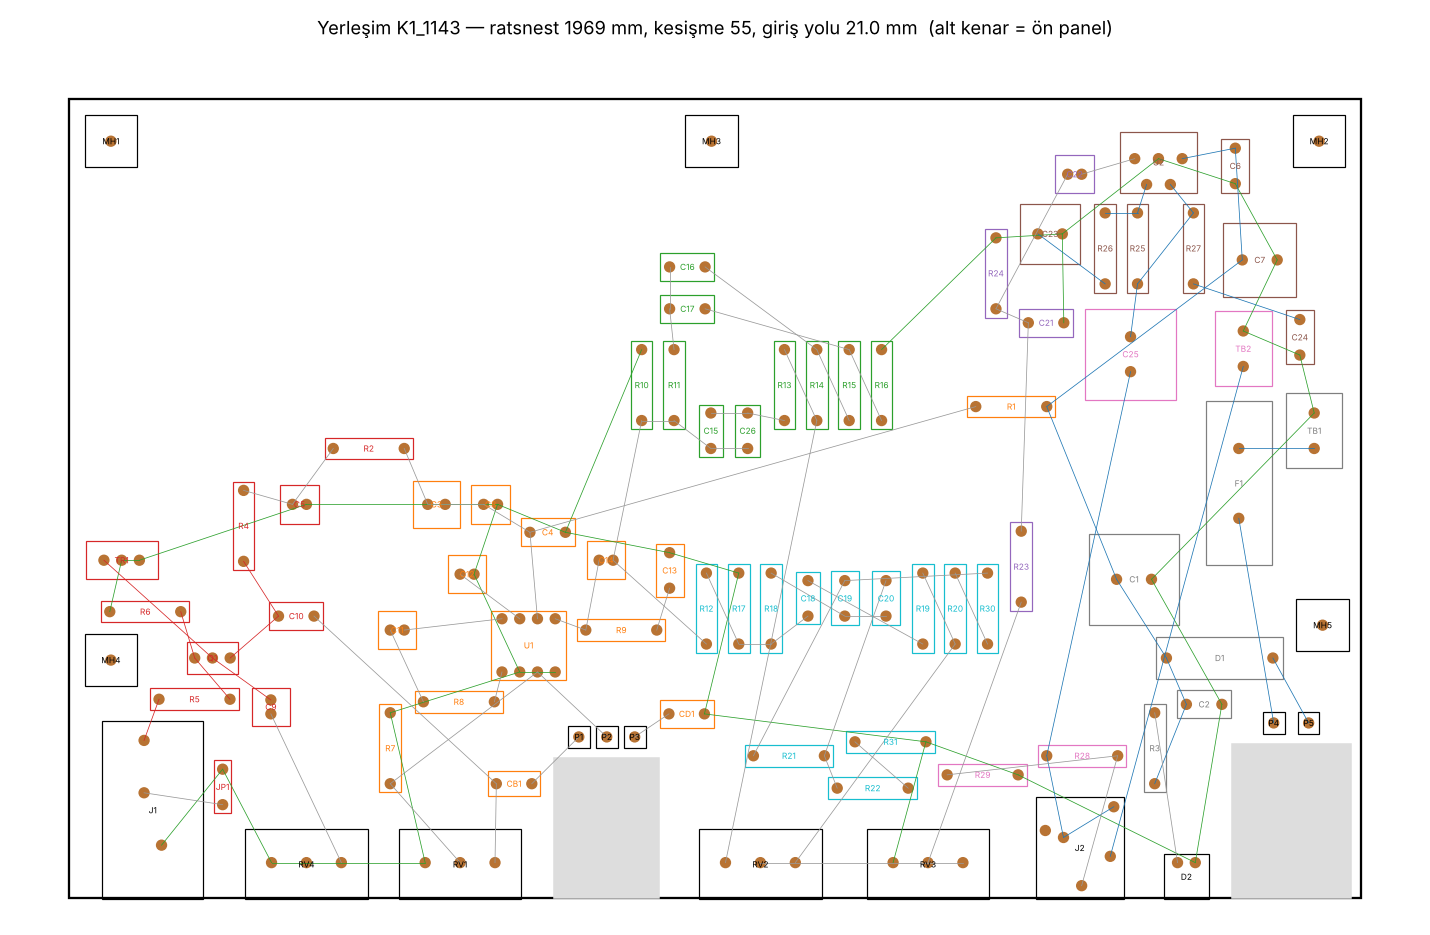 Yerleşim K1_1143 — ratsnest 1969 mm, kesişme 55, giriş yolu 21.0 mm (alt kenar = ön panel)
MH1 MH3 MH2
C6
R24 C23 R26 R25 R27 C7
C16
C17 C21
C25 TB2 C24
R10 R11 R13 R14 R15 R16
R1
C15 C26 TB1
R2
F1
R4 C4
R6 C13 R23
R12 R17 R18 C18 C19 C20 R19 R20 R30 C1
C10 R9 MH5
U1
MH4 D1
R5 R8 C2
CD1
P1 P2 P3 P4 P5
R7 R31 R3
R21 R28
JP1 CB1 R22 R29
J1
J2
RV4 RV1 RV2 RV3
D2